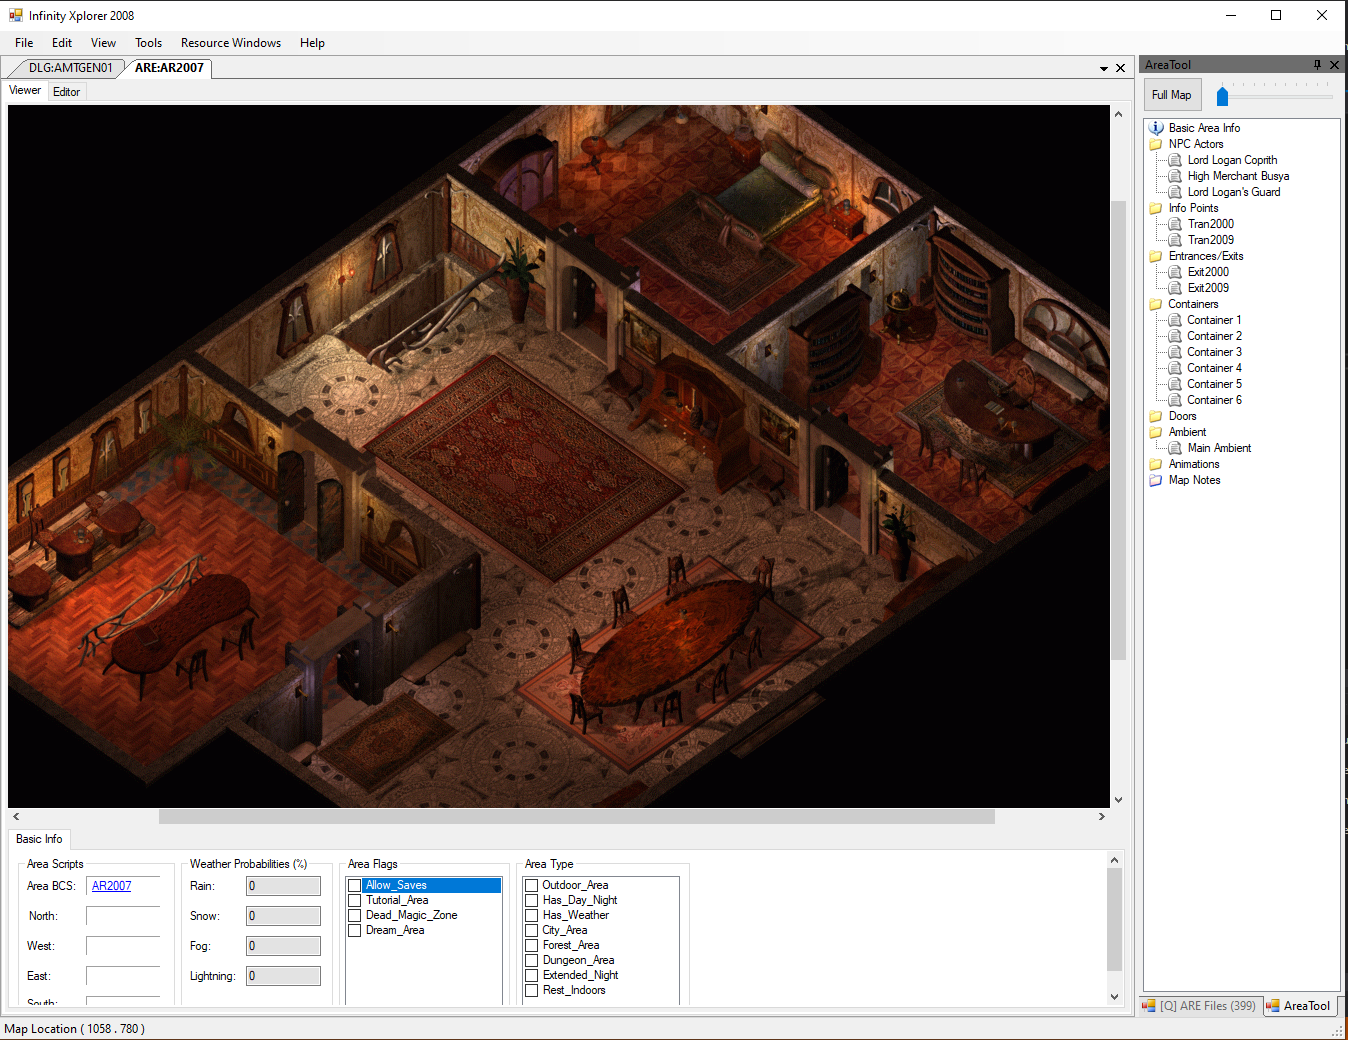 Infinity Xplorer 2008
File Edit View Tools Resource Windows Help
DLG:AMTGEN01 ARE:AR2007
Viewer Editor
Basic Info
Area Scripts
Area BCS: AR2007
North:
West:
East:
South:
Weather Probabilities (%)
Rain: 0
Snow: 0
Fog: 0
Lightning: 0
Area Flags
Allow_Saves
Tutorial_Area
Dead_Magic_Zone
Dream_Area
Area Type
Outdoor_Area
Has_Day_Night
Has_Weather
City_Area
Forest_Area
Dungeon_Area
Extended_Night
Rest_Indoors
Map Location ( 1058 . 780 )
AreaTool
Full Map
Basic Area Info
NPC Actors
Lord Logan Coprith
High Merchant Busya
Lord Logan's Guard
Info Points
Tran2000
Tran2009
Entrances/Exits
Exit2000
Exit2009
Containers
Container 1
Container 2
Container 3
Container 4
Container 5
Container 6
Doors
Ambient
Main Ambient
Animations
Map Notes
[Q] ARE Files (399) AreaTool